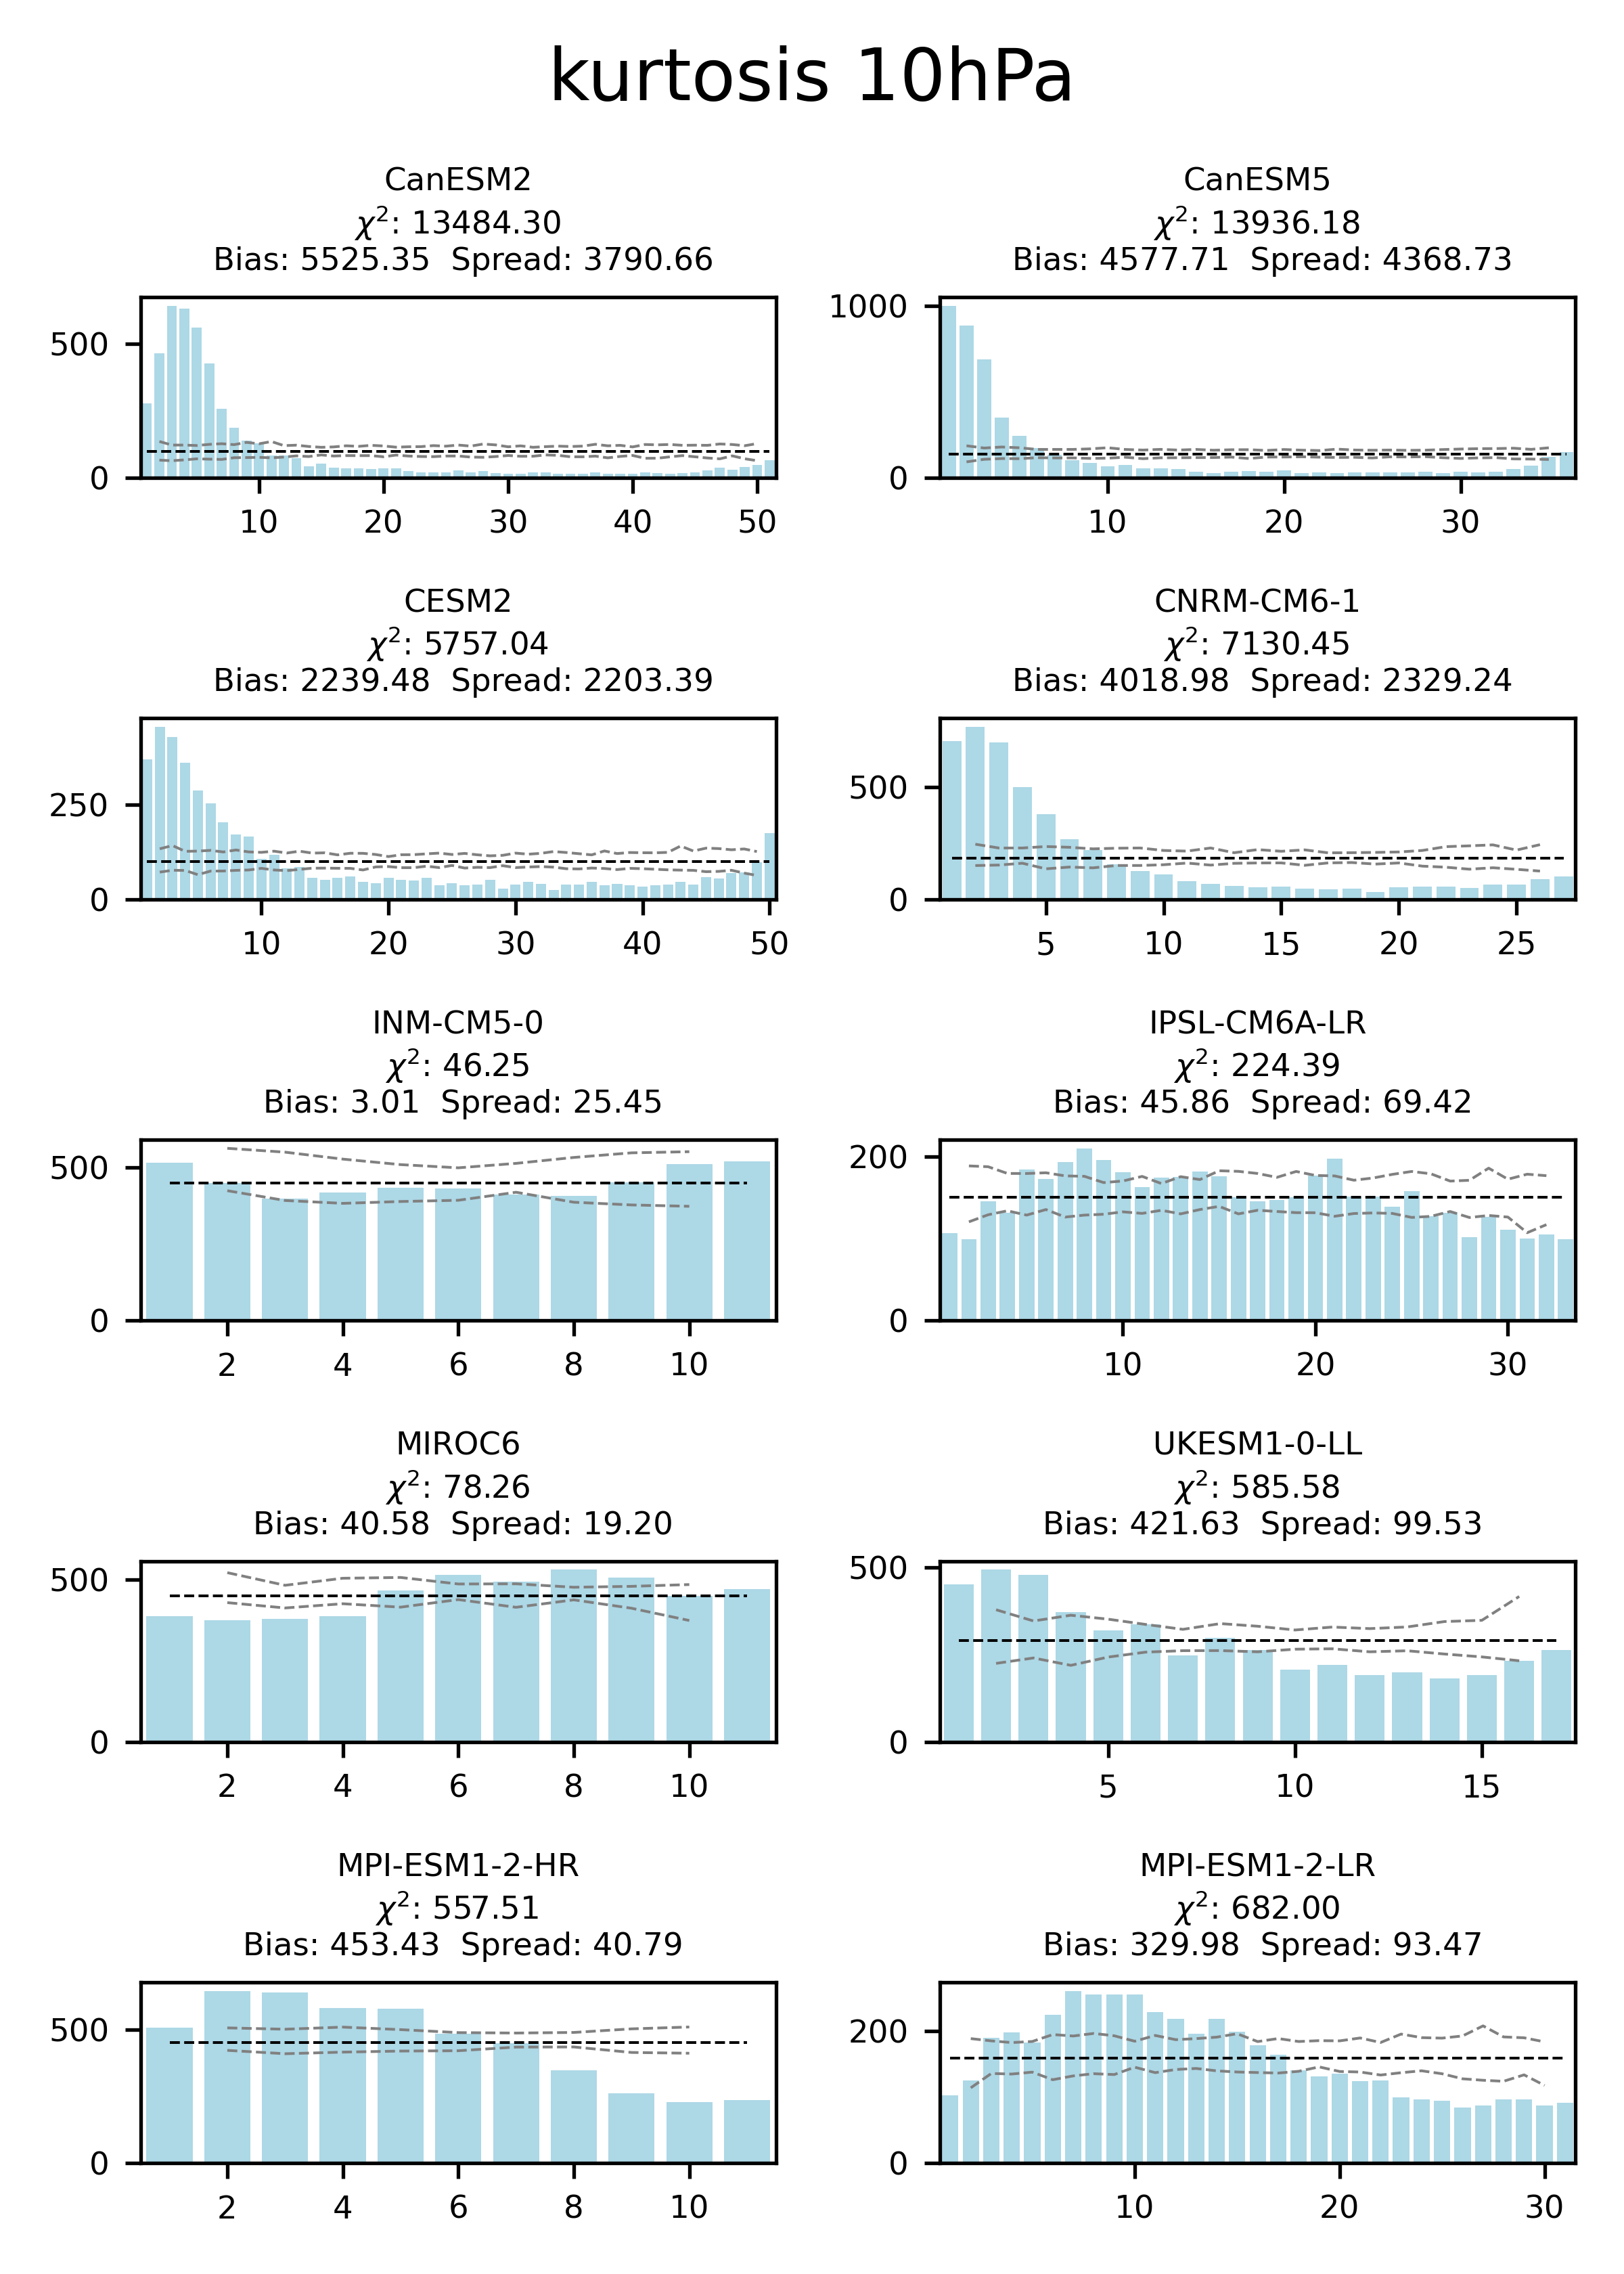 kurtosis 10hPa
CanESM2
χ²: 13484.30
Bias: 5525.35 Spread: 3790.66
500
0
10 20 30 40 50
CanESM5
χ²: 13936.18
Bias: 4577.71 Spread: 4368.73
1000
0
10 20 30
CESM2
χ²: 5757.04
Bias: 2239.48 Spread: 2203.39
250
0
10 20 30 40 50
CNRM-CM6-1
χ²: 7130.45
Bias: 4018.98 Spread: 2329.24
500
0
5 10 15 20 25
INM-CM5-0
χ²: 46.25
Bias: 3.01 Spread: 25.45
500
0
2 4 6 8 10
IPSL-CM6A-LR
χ²: 224.39
Bias: 45.86 Spread: 69.42
200
0
10 20 30
MIROC6
χ²: 78.26
Bias: 40.58 Spread: 19.20
500
0
2 4 6 8 10
UKESM1-0-LL
χ²: 585.58
Bias: 421.63 Spread: 99.53
500
0
5 10 15
MPI-ESM1-2-HR
χ²: 557.51
Bias: 453.43 Spread: 40.79
500
0
2 4 6 8 10
MPI-ESM1-2-LR
χ²: 682.00
Bias: 329.98 Spread: 93.47
200
0
10 20 30